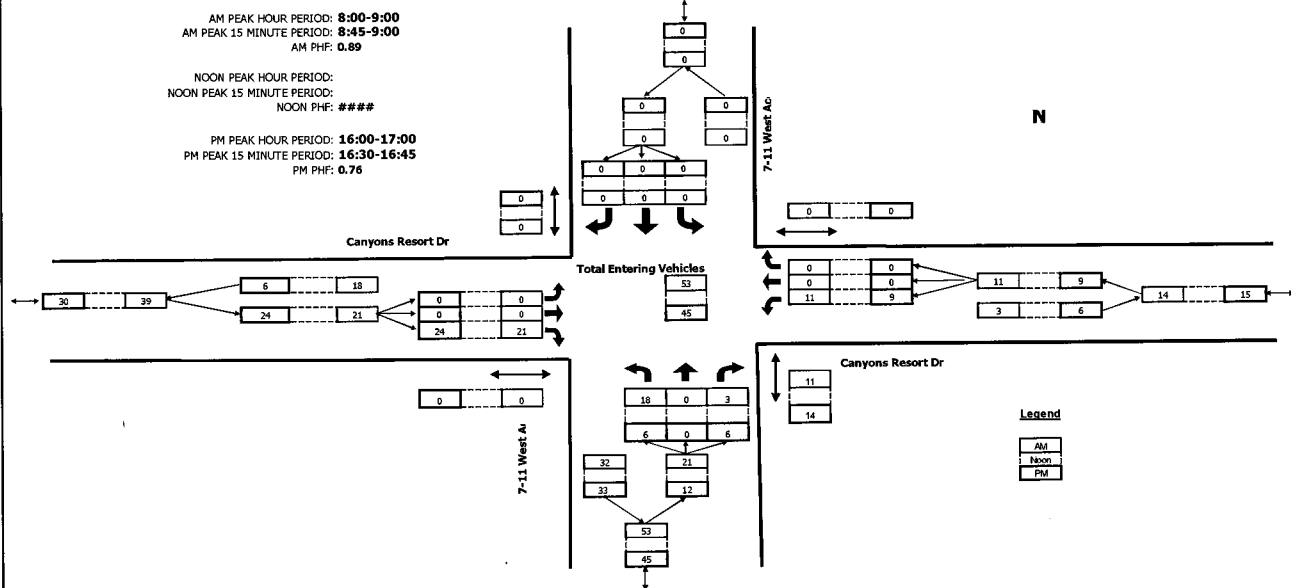 AM PEAK HOUR PERIOD: 8:00-9:00
AM PEAK 15 MINUTE PERIOD: 8:45-9:00
AM PHF: 0.89
NOON PEAK HOUR PERIOD:
NOON PEAK 15 MINUTE PERIOD:
NOON PHF: ####
PM PEAK HOUR PERIOD: 16:00-17:00
PM PEAK 15 MINUTE PERIOD: 16:30-16:45
PM PHF: 0.76
0
0
0 0
0 0
0 0 0
0 0 0
7-11 West Ac
N
0
0
0 0
Canyons Resort Dr
Total Entering Vehicles
53
45
30 39
6 18
24 21
0 0
0 0
24 21
0 0
0 0
11 9
11 9
3 6
14 15
Canyons Resort Dr
0 0
7-11 West A
18 0 3
6 0 6
32 21
33 12
53
45
11
14
Legend
AM
Noon
PM